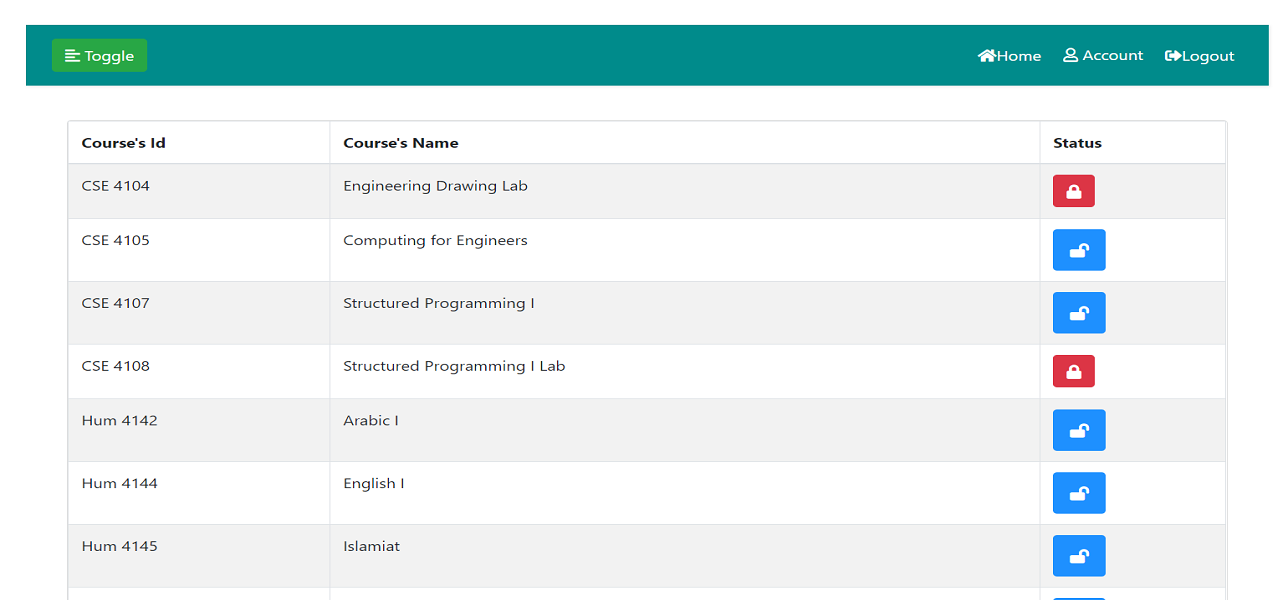 Toggle Home Account Logout
Course's Id Course's Name Status
CSE 4104 Engineering Drawing Lab
CSE 4105 Computing for Engineers
CSE 4107 Structured Programming I
CSE 4108 Structured Programming I Lab
Hum 4142 Arabic I
Hum 4144 English I
Hum 4145 Islamiat